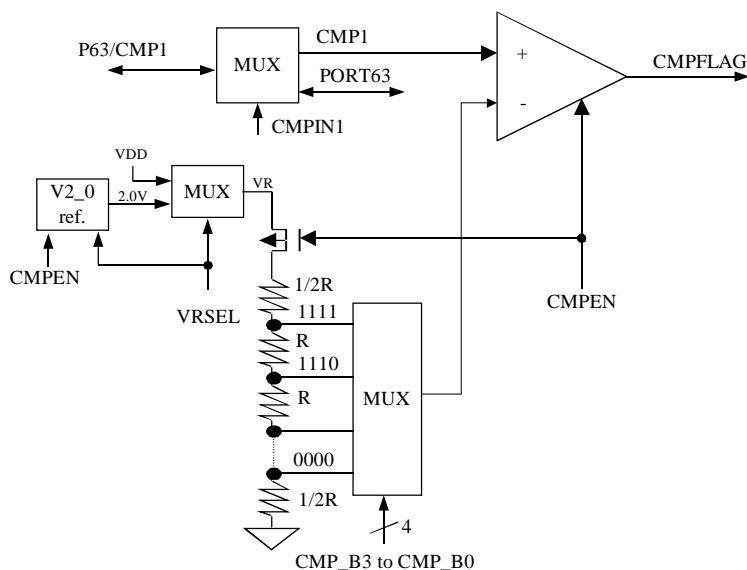 P63/CMP1
MUX
CMP1
PORT63
CMPIN1
+
-
CMPFLAG
VDD
V2_0
ref.
2.0V
MUX
VR
CMPEN
VRSEL
CMPEN
1/2R
1111
R
1110
R
MUX
0000
1/2R
4
CMP_B3 to CMP_B0